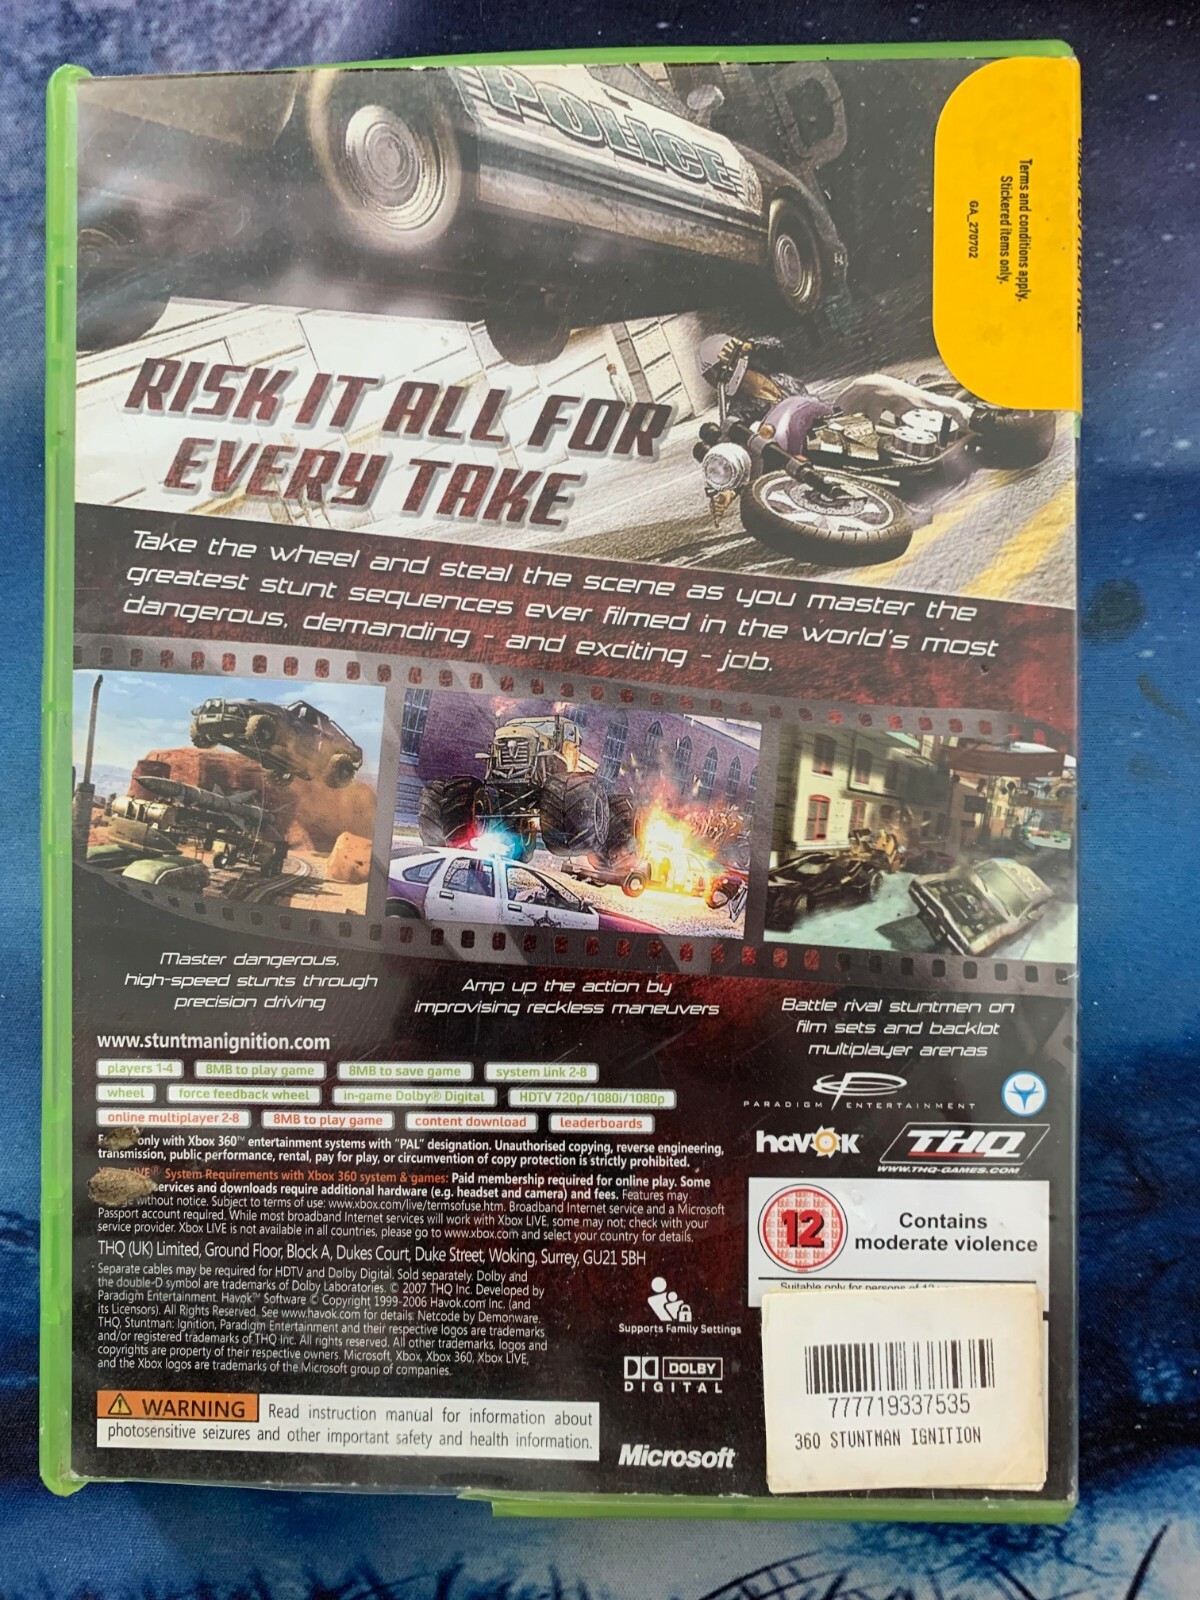 POLICE
Terms and conditions apply.
Stickered items only.
GA_270702
RISK IT ALL FOR
EVERY TAKE
Take the wheel and steal the scene as you master the
greatest stunt sequences ever filmed in the world's most
dangerous, demanding - and exciting - job.
Master dangerous,
high-speed stunts through
precision driving
Amp up the action by
improvising reckless maneuvers
Battle rival stuntmen on
film sets and backlot
multiplayer arenas
www.stuntmanignition.com
players 1-4 8MB to play game 8MB to save game system link 2-8
wheel force feedback wheel in-game Dolby® Digital HDTV 720p/1080i/1080p
online multiplayer 2-8 8MB to play game content download leaderboards
PARADIGM ENTERTAINMENT
havok THQ
WWW.THQ-GAMES.COM
only with Xbox 360™ entertainment systems with "PAL" designation. Unauthorised copying, reverse engineering,
transmission, public performance, rental, pay for play, or circumvention of copy protection is strictly prohibited.
LIVE® System Requirements with Xbox 360 system & games: Paid membership required for online play. Some
services and downloads require additional hardware (e.g. headset and camera) and fees. Features may
without notice. Subject to terms of use: www.xbox.com/live/termsofuse.htm. Broadband Internet service and a Microsoft
Passport account required. While most broadband Internet services will work with Xbox LIVE, some may not; check with your
service provider. Xbox LIVE is not available in all countries, please go to www.xbox.com and select your country for details.
THQ (UK) Limited, Ground Floor, Block A, Dukes Court, Duke Street, Woking, Surrey, GU21 5BH
Separate cables may be required for HDTV and Dolby Digital. Sold separately. Dolby and
the double-D symbol are trademarks of Dolby Laboratories. © 2007 THQ Inc. Developed by
Paradigm Entertainment. Havok™ Software © Copyright 1999-2006 Havok.com Inc. (and
its Licensors). All Rights Reserved. See www.havok.com for details. Netcode by Demonware.
THQ, Stuntman: Ignition, Paradigm Entertainment and their respective logos are trademarks
and/or registered trademarks of THQ Inc. All rights reserved. All other trademarks, logos and
copyrights are property of their respective owners. Microsoft, Xbox, Xbox 360, Xbox LIVE,
and the Xbox logos are trademarks of the Microsoft group of companies.
12
Contains
moderate violence
Suitable only for persons of 12
Supports Family Settings
DOLBY
DIGITAL
WARNING Read instruction manual for information about
photosensitive seizures and other important safety and health information.
Microsoft
777719337535
360 STUNTMAN IGNITION